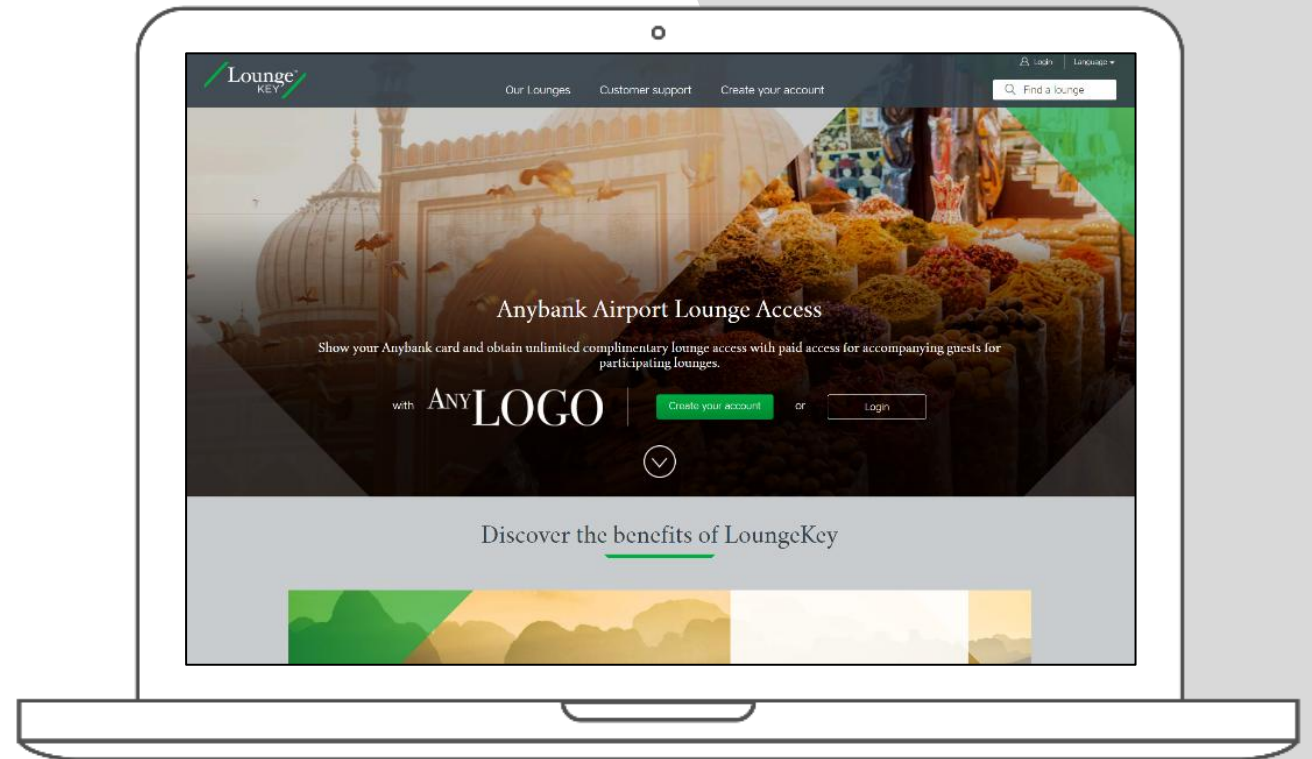 Lounge™
KEY
Login
Language
Our Lounges
Customer support
Create your account
Find a lounge
Anybank Airport Lounge Access
Show your Anybank card and obtain unlimited complimentary lounge access with paid access for accompanying guests for
participating lounges.
with
ANYLOGO
Create your account
or
Login
Discover the benefits of LoungeKey